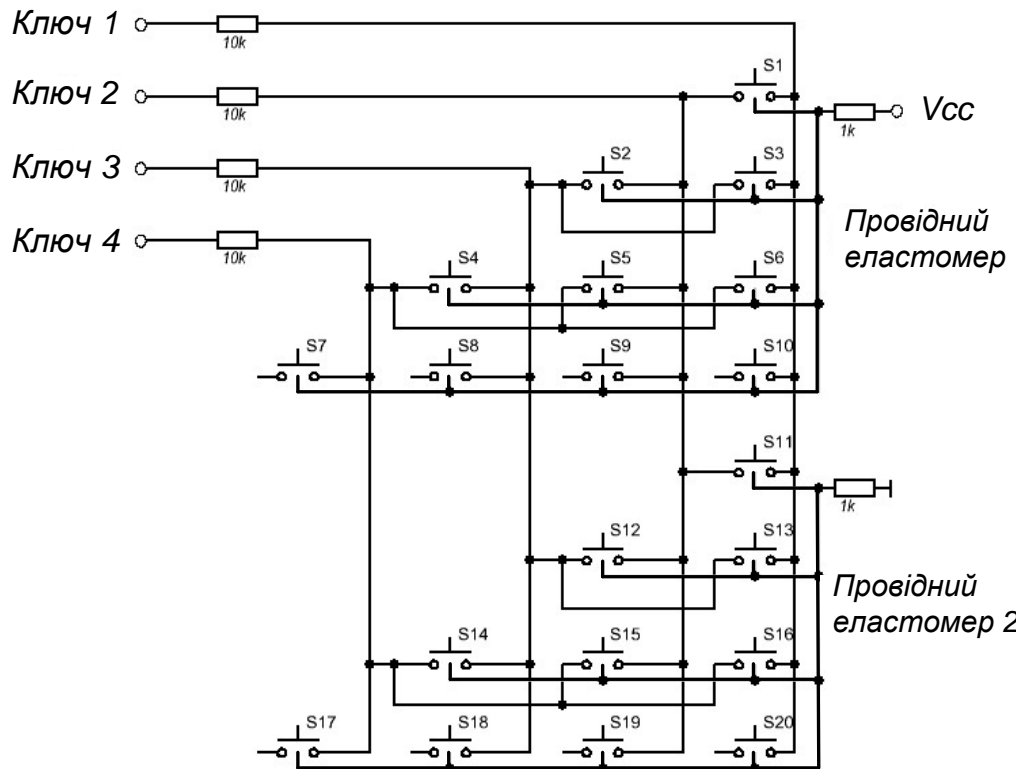 Ключ 1
10k
S1
Ключ 2
10k
Vcc
1k
S2
S3
Ключ 3
10k
Провідний
еластомер
Ключ 4
10k
S4
S5
S6
S7
S8
S9
S10
S11
1k
S12
S13
Провідний
еластомер 2
S14
S15
S16
S17
S18
S19
S20